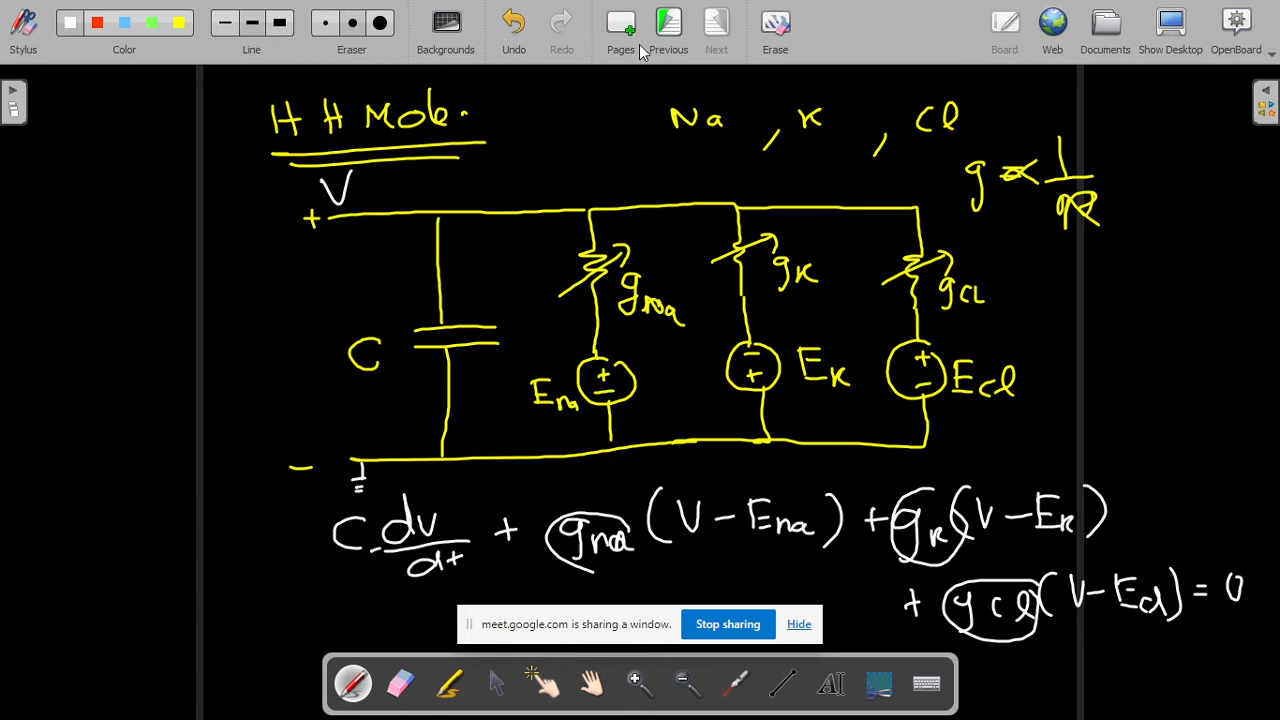 Stylus Color Line Eraser Backgrounds Undo Redo Pages Previous Next Erase Board Web Documents Show Desktop OpenBoard
H H Mode. Na , K , Cl
g ∝ 1/
V
+
gNa gK gCl
C
+ − − + + −
Ena EK ECl
−
C dv/dt + gna (V − Ena) + gK (V − EK)
+ gcl (V − Ecl) = 0
meet.google.com is sharing a window. Stop sharing Hide